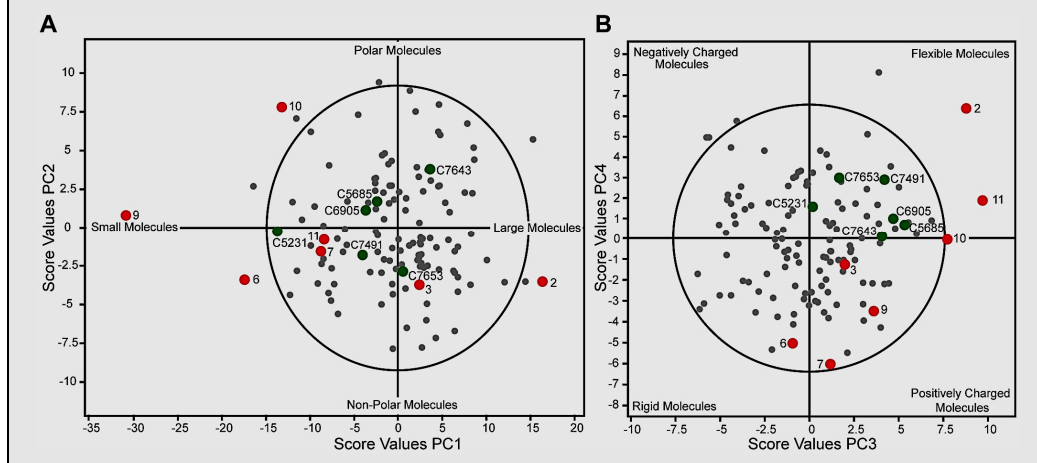 A
Polar Molecules
10
7.5
5
2.5
0
-2.5
-5
-7.5
-10
Score Values PC2
10
C7643
C5685
C6905
9
Small Molecules
Large Molecules
C5231
11
7
C7491
C7653
3
6
2
Non-Polar Molecules
-35
-30
-25
-20
-15
-10
-5
0
5
10
15
20
Score Values PC1
B
Negatively Charged
Molecules
Flexible Molecules
9
8
7
6
5
4
3
2
1
0
-1
-2
-3
-4
-5
-6
-7
-8
Score Values PC4
2
C7653
C7491
11
C5231
C6905
C7643
C5685
10
3
9
6
7
Rigid Molecules
Positively Charged
Molecules
-10
-7.5
-5
-2.5
0
2.5
5
7.5
10
Score Values PC3